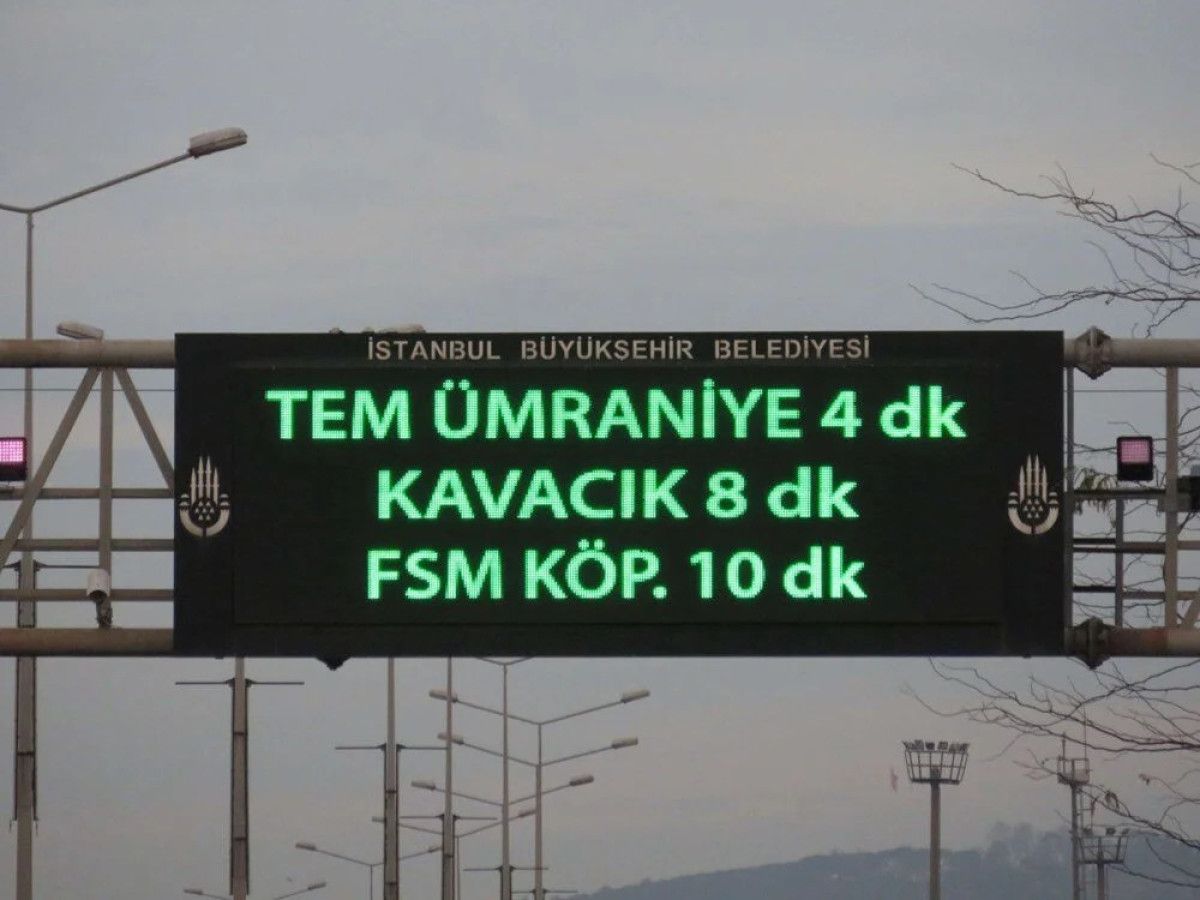 İSTANBUL BÜYÜKŞEHİR BELEDİYESİ
TEM ÜMRANİYE 4 dk
KAVACIK 8 dk
FSM KÖP. 10 dk